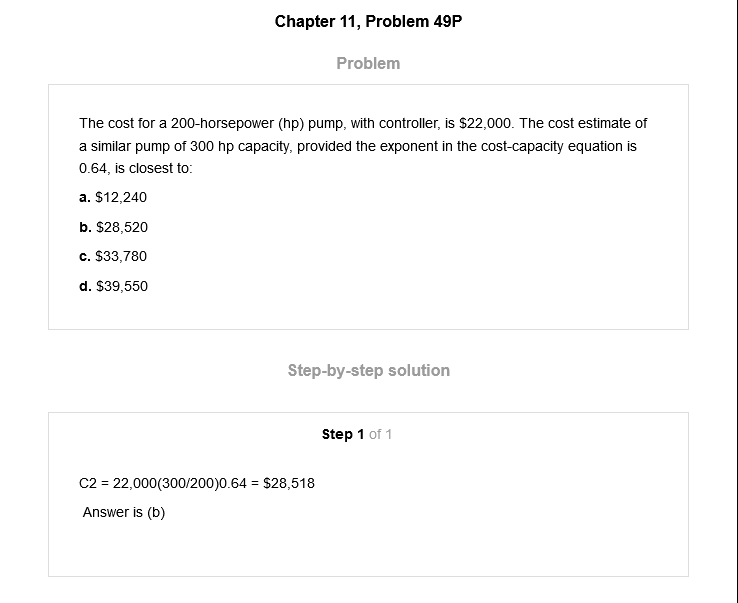 Chapter 11, Problem 49P
Problem
The cost for a 200-horsepower (hp) pump, with controller, is $22,000. The cost estimate of
a similar pump of 300 hp capacity, provided the exponent in the cost-capacity equation is
0.64, is closest to:
a. $12,240
b. $28,520
c. $33,780
d. $39,550
Step-by-step solution
Step 1 of 1
C2 = 22,000(300/200)0.64 = $28,518
Answer is (b)